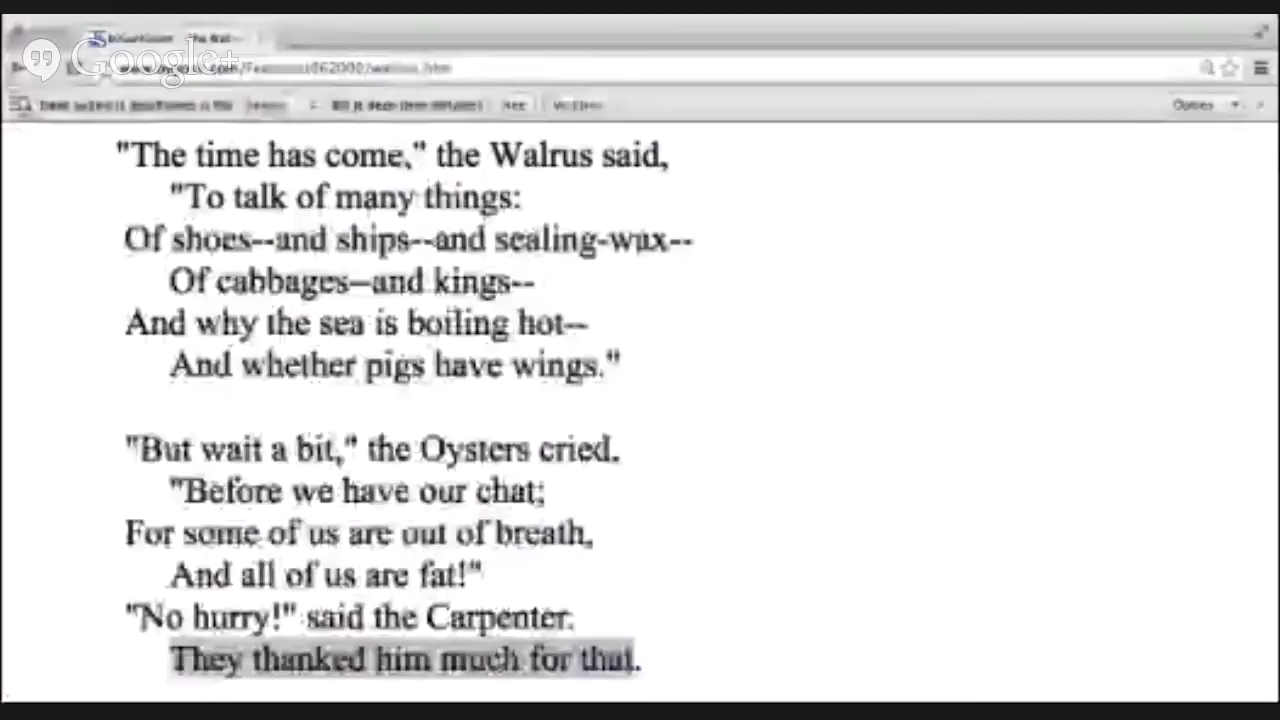 Google+
"The time has come," the Walrus said,
"To talk of many things:
Of shoes--and ships--and sealing-wax--
Of cabbages--and kings--
And why the sea is boiling hot--
And whether pigs have wings."
"But wait a bit," the Oysters cried.
"Before we have our chat;
For some of us are out of breath,
And all of us are fat!"
"No hurry!" said the Carpenter.
They thanked him much for that.